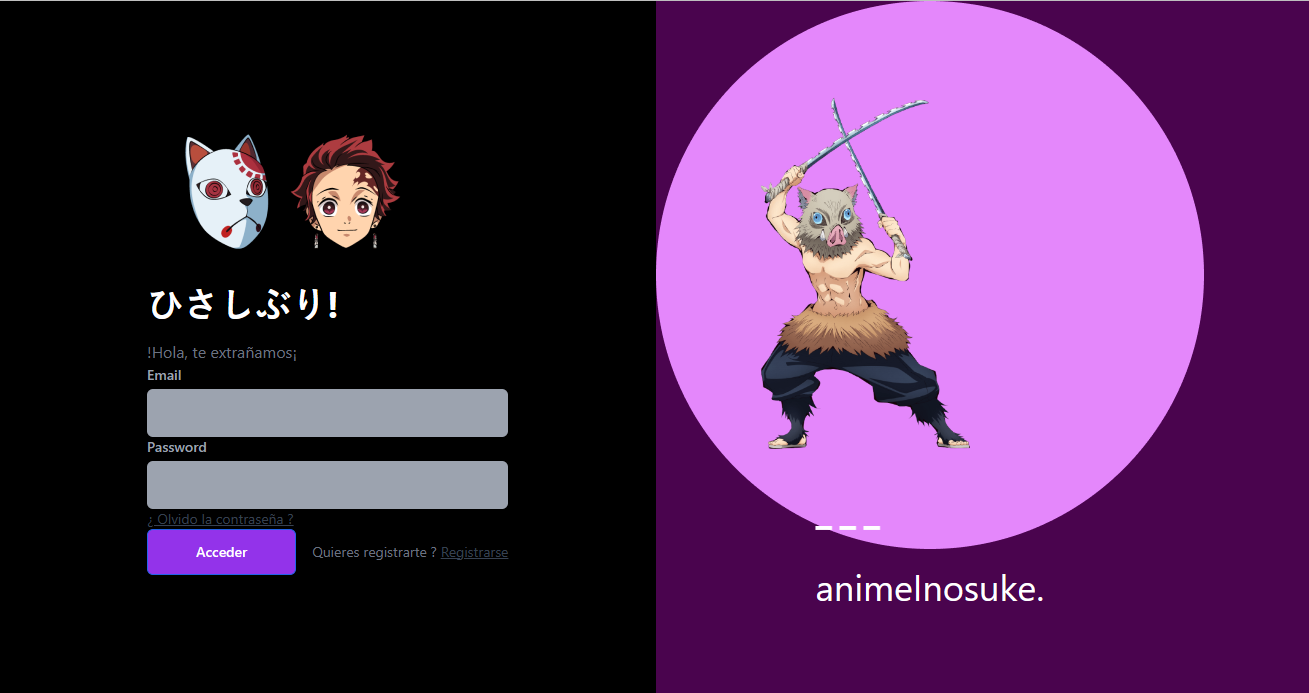 ひさしぶり!
!Hola, te extrañamos¡
Email
Password
¿ Olvido la contraseña ?
Acceder
Quieres registrarte ? Registrarse
animeInosuke.